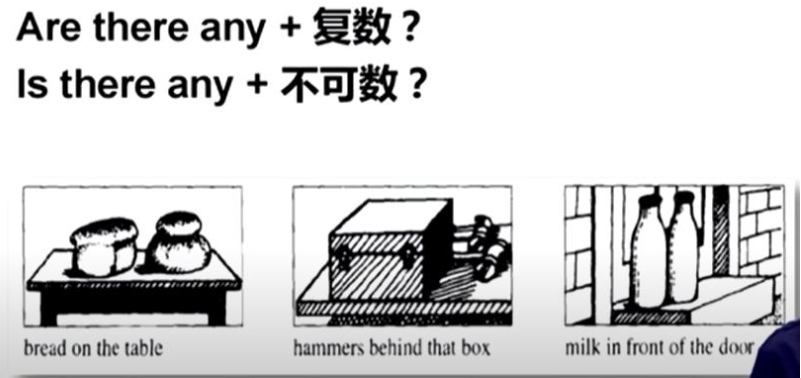 Are there any + 复数？
Is there any + 不可数？
bread on the table
hammers behind that box
milk in front of the door